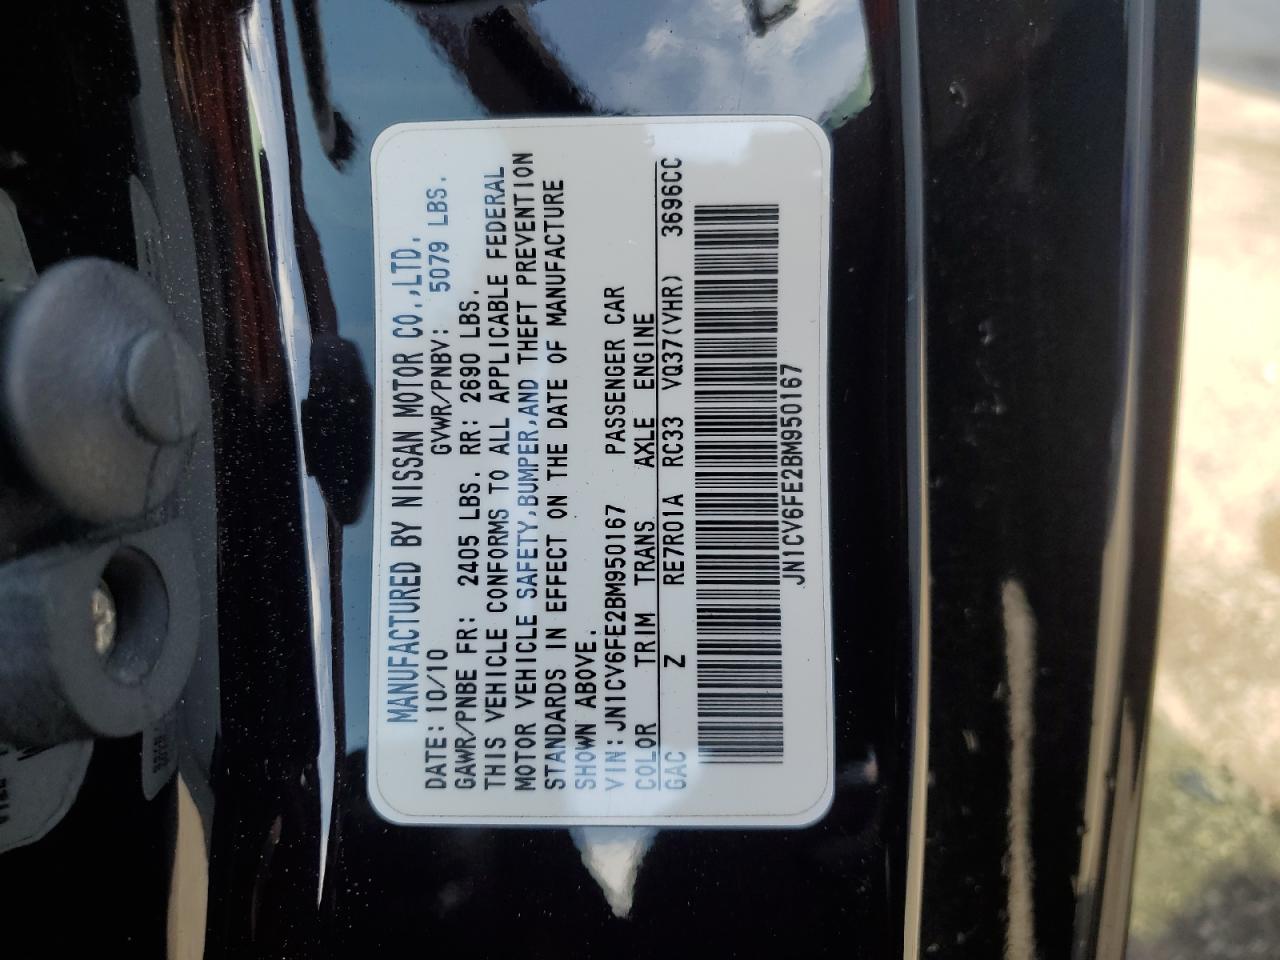 MANUFACTURED BY NISSAN MOTOR CO.,LTD.
DATE:10/10 GVWR/PNBV: 5079 LBS.
GAWR/PNBE FR: 2405 LBS. RR: 2690 LBS.
THIS VEHICLE CONFORMS TO ALL APPLICABLE FEDERAL
MOTOR VEHICLE SAFETY,BUMPER,AND THEFT PREVENTION
STANDARDS IN EFFECT ON THE DATE OF MANUFACTURE
SHOWN ABOVE.
VIN:JN1CV6FE2BM950167 PASSENGER CAR
COLOR TRIM TRANS AXLE ENGINE
GAC Z RE7R01A RC33 VQ37(VHR) 3696CC
JN1CV6FE2BM950167